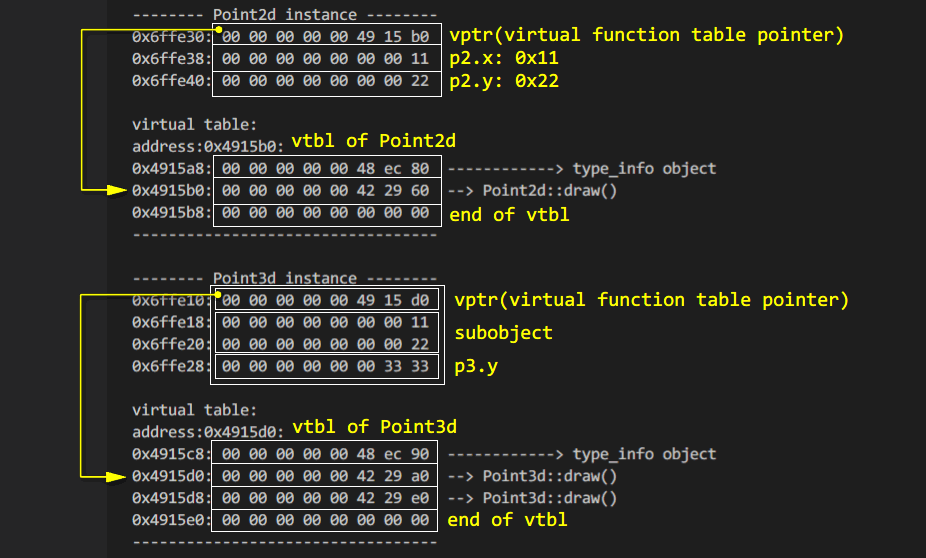 -------- Point2d instance --------
0x6ffe30: 00 00 00 00 00 49 15 b0 vptr(virtual function table pointer)
0x6ffe38: 00 00 00 00 00 00 00 11 p2.x: 0x11
0x6ffe40: 00 00 00 00 00 00 00 22 p2.y: 0x22
virtual table:
address:0x4915b0: vtbl of Point2d
0x4915a8: 00 00 00 00 00 48 ec 80 ------------> type_info object
0x4915b0: 00 00 00 00 00 42 29 60 --> Point2d::draw()
0x4915b8: 00 00 00 00 00 00 00 00 end of vtbl
----------------------------------
-------- Point3d instance --------
0x6ffe10: 00 00 00 00 00 49 15 d0 vptr(virtual function table pointer)
0x6ffe18: 00 00 00 00 00 00 00 11
subobject
0x6ffe20: 00 00 00 00 00 00 00 22
0x6ffe28: 00 00 00 00 00 00 33 33 p3.y
virtual table:
address:0x4915d0: vtbl of Point3d
0x4915c8: 00 00 00 00 00 48 ec 90 ------------> type_info object
0x4915d0: 00 00 00 00 00 42 29 a0 --> Point3d::draw()
0x4915d8: 00 00 00 00 00 42 29 e0 --> Point3d::draw()
0x4915e0: 00 00 00 00 00 00 00 00 end of vtbl
----------------------------------